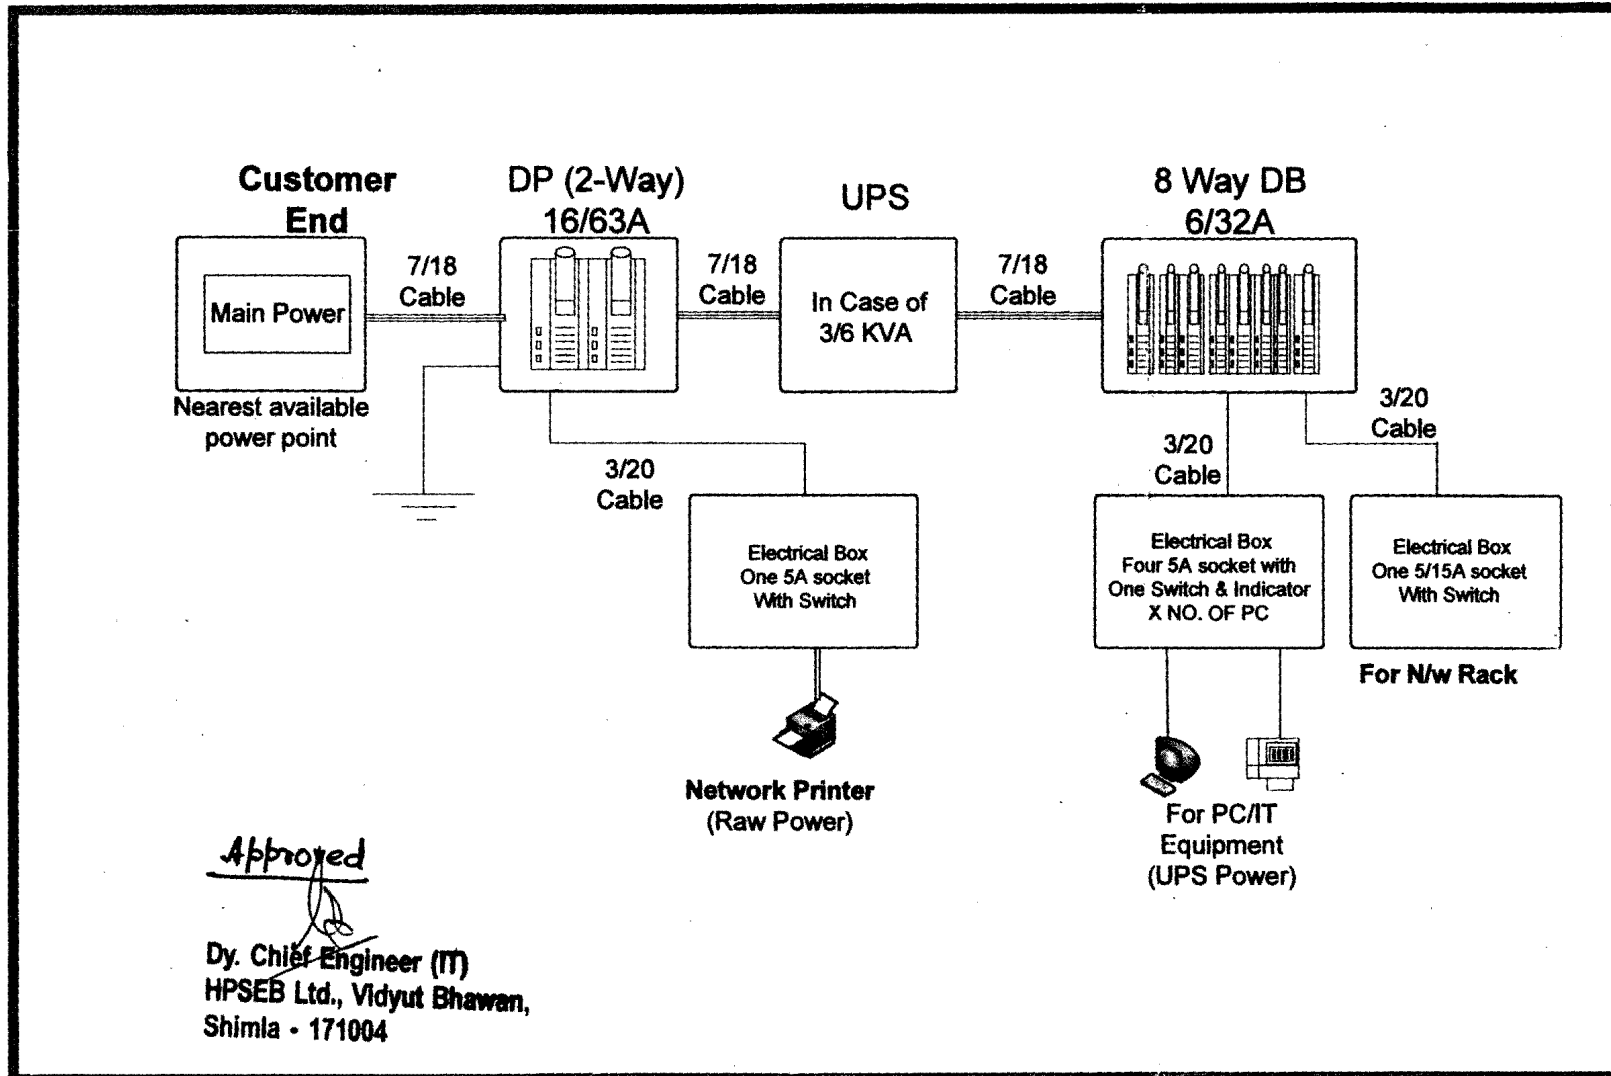 Customer
End
DP (2-Way)
16/63A
UPS
8 Way DB
6/32A
7/18
Cable
7/18
Cable
7/18
Cable
Main Power
In Case of
3/6 KVA
Nearest available
power point
3/20
Cable
3/20
Cable
3/20
Cable
Electrical Box
One 5A socket
With Switch
Electrical Box
Four 5A socket with
One Switch & Indicator
X NO. OF PC
Electrical Box
One 5/15A socket
With Switch
For N/w Rack
Network Printer
(Raw Power)
For PC/IT
Equipment
(UPS Power)
Approved
Dy. Chief Engineer (IT)
HPSEB Ltd., Vidyut Bhawan,
Shimla - 171004